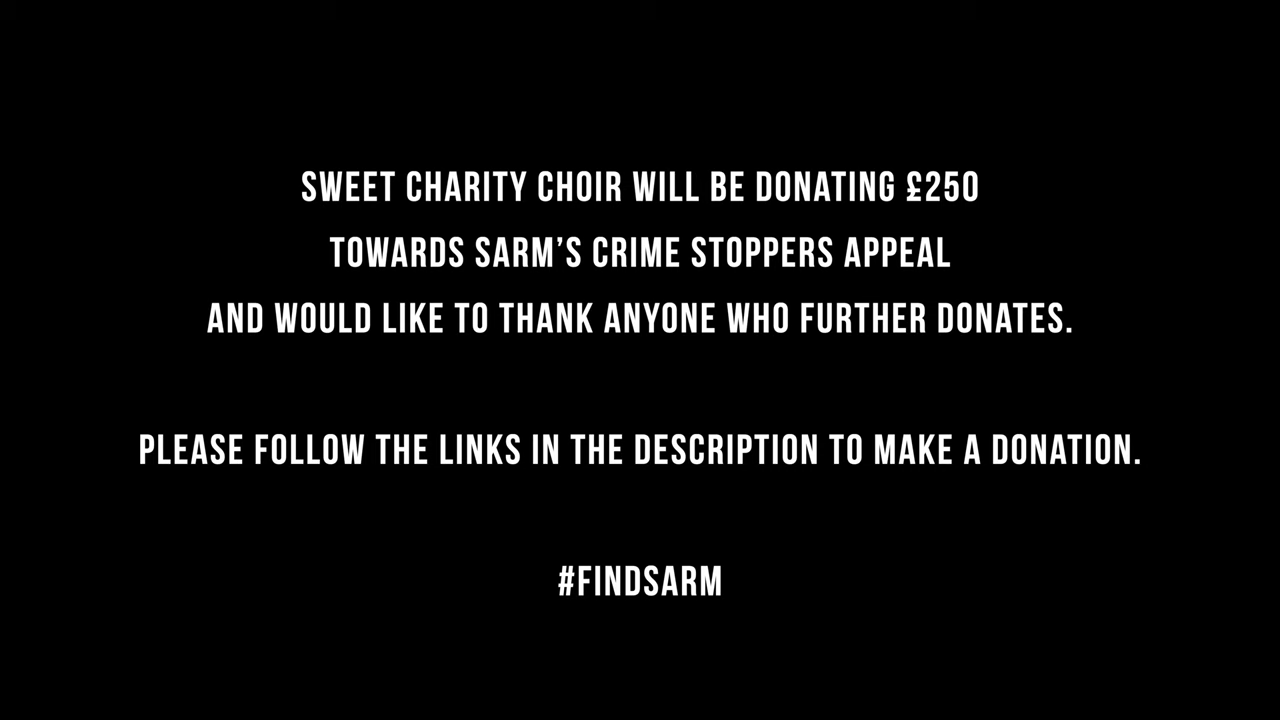 SWEET CHARITY CHOIR WILL BE DONATING £250
TOWARDS SARM'S CRIME STOPPERS APPEAL
AND WOULD LIKE TO THANK ANYONE WHO FURTHER DONATES.
PLEASE FOLLOW THE LINKS IN THE DESCRIPTION TO MAKE A DONATION.
#FINDSARM